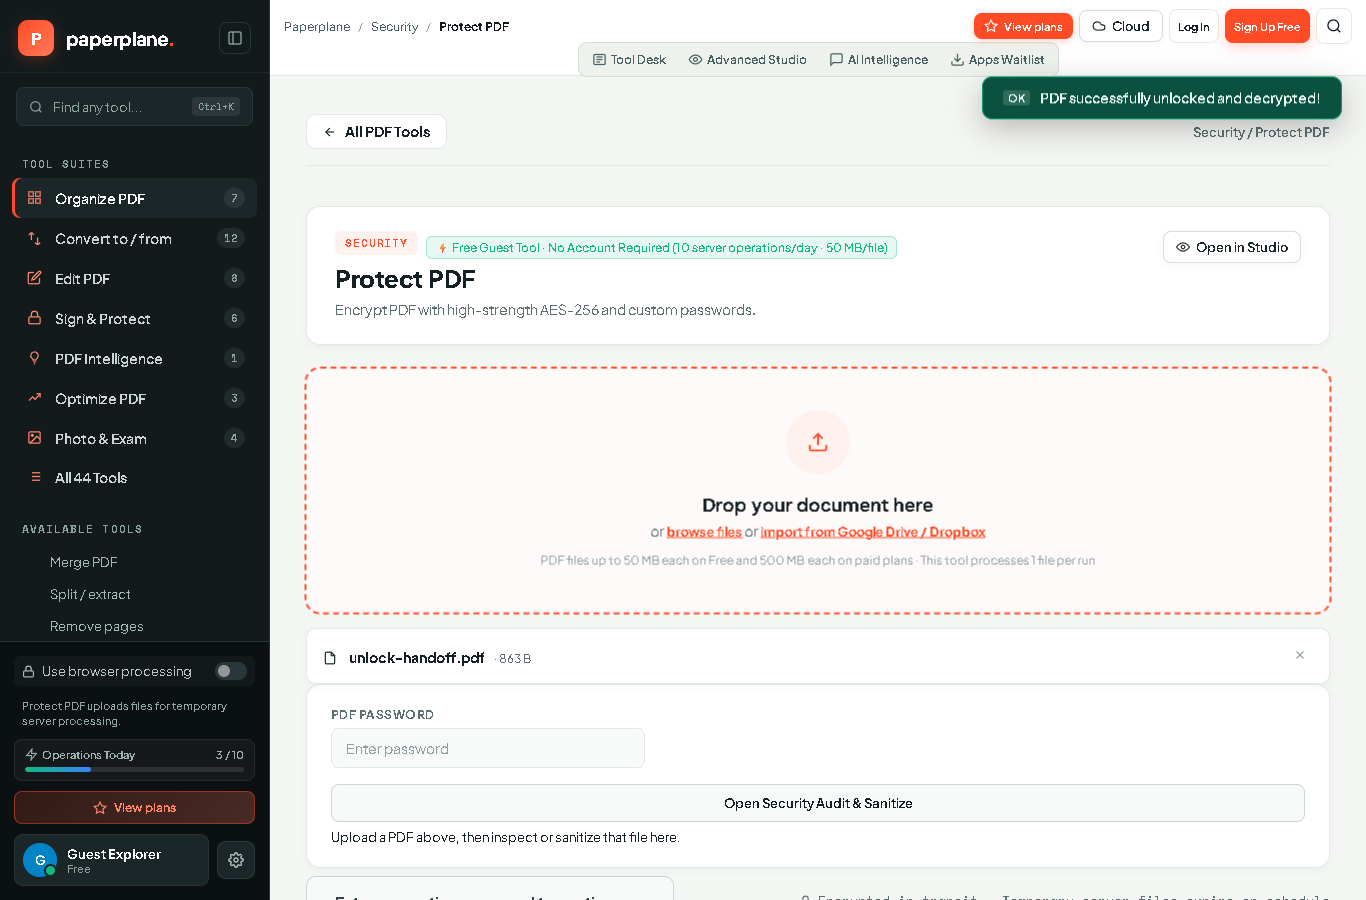 P paperplane.
Find any tool... Ctrl+K
TOOL SUITES
Organize PDF 7
Convert to / from 12
Edit PDF 8
Sign & Protect 6
PDF Intelligence 1
Optimize PDF 3
Photo & Exam 4
All 44 Tools
AVAILABLE TOOLS
Merge PDF
Split / extract
Remove pages
Use browser processing
Protect PDF uploads files for temporary
server processing.
Operations Today 3 / 10
View plans
G Guest Explorer
Free
Paperplane / Security / Protect PDF
View plans Cloud Log In Sign Up Free
Tool Desk Advanced Studio AI Intelligence Apps Waitlist
OK PDF successfully unlocked and decrypted!
All PDF Tools
Security / Protect PDF
SECURITY Free Guest Tool · No Account Required (10 server operations/day · 50 MB/file)
Open in Studio
Protect PDF
Encrypt PDF with high-strength AES-256 and custom passwords.
Drop your document here
or browse files or Import from Google Drive / Dropbox
PDF files up to 50 MB each on Free and 500 MB each on paid plans · This tool processes 1 file per run
unlock-handoff.pdf · 863 B ×
PDF PASSWORD
Enter password
Open Security Audit & Sanitize
Upload a PDF above, then inspect or sanitize that file here.